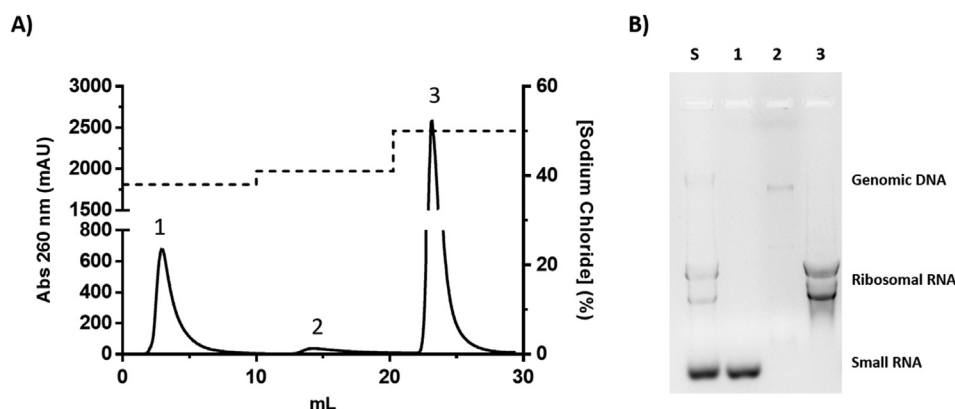 A)
3000
2500
2000
1500
800
600
400
200
0
Abs 260 nm (mAU)
1
2
3
60
40
20
0
[Sodium Chloride] (%)
0
10
20
30
mL
B)
S 1 2 3
Genomic DNA
Ribosomal RNA
Small RNA